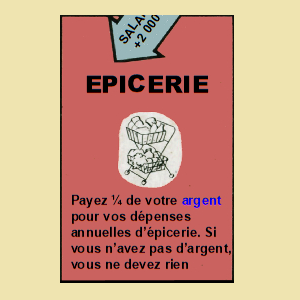 SALA
+2 000
EPICERIE
Payez ¼ de votre argent
pour vos dépenses
annuelles d'épicerie. Si
vous n'avez pas d'argent,
vous ne devez rien